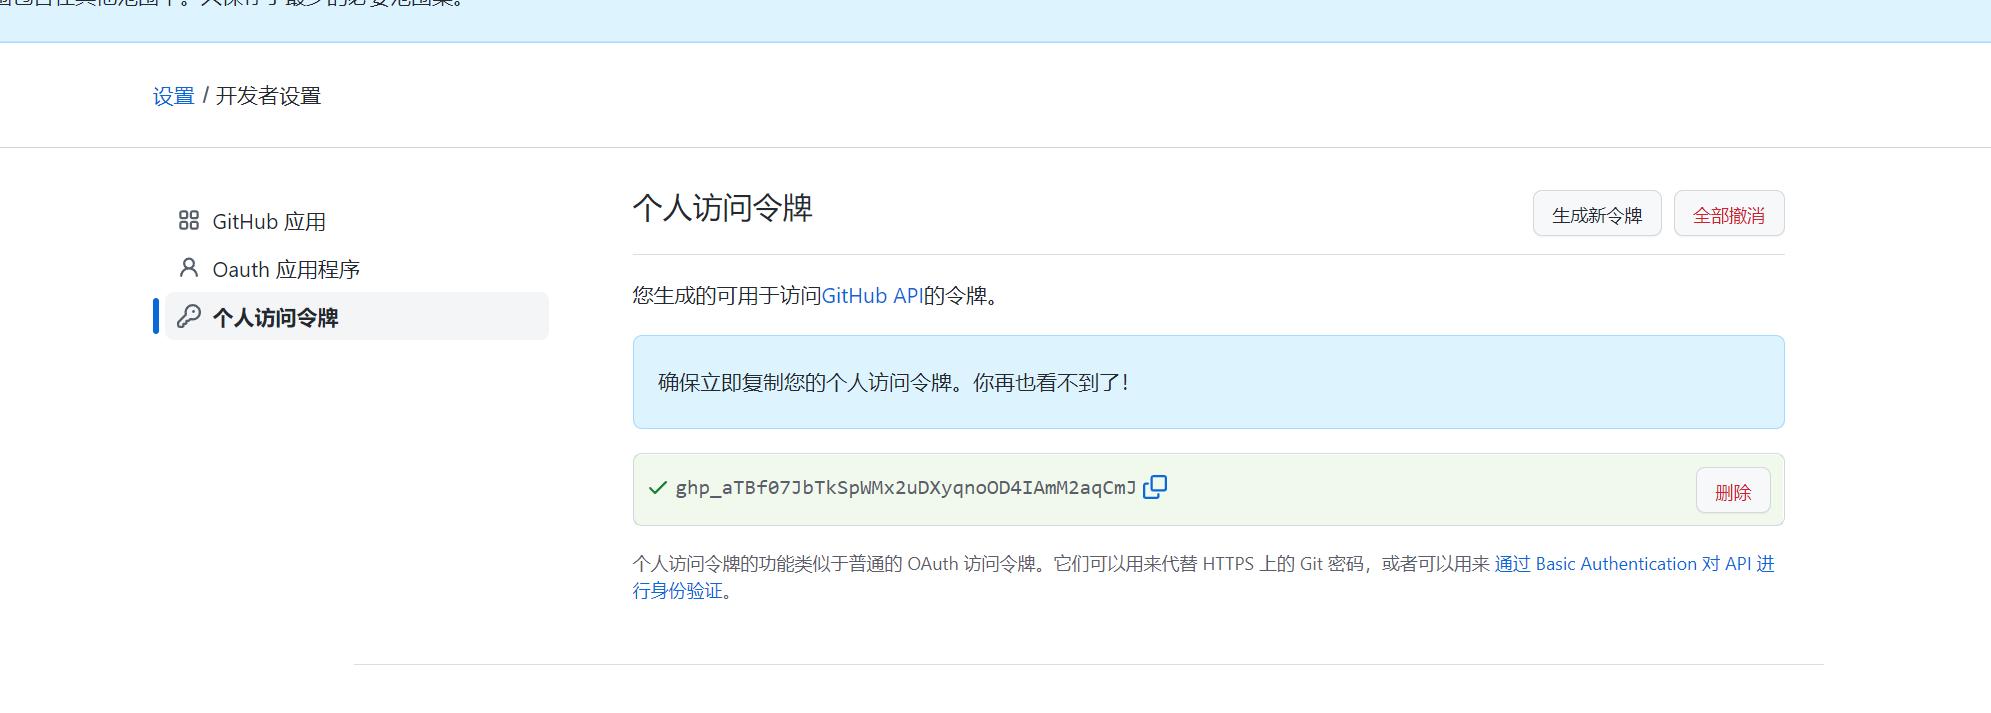 设置 / 开发者设置
GitHub 应用
Oauth 应用程序
个人访问令牌
个人访问令牌
生成新令牌
全部撤消
您生成的可用于访问GitHub API的令牌。
确保立即复制您的个人访问令牌。你再也看不到了!
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
删除
个人访问令牌的功能类似于普通的 OAuth 访问令牌。它们可以用来代替 HTTPS 上的 Git 密码，或者可以用来 通过 Basic Authentication 对 API 进
行身份验证。